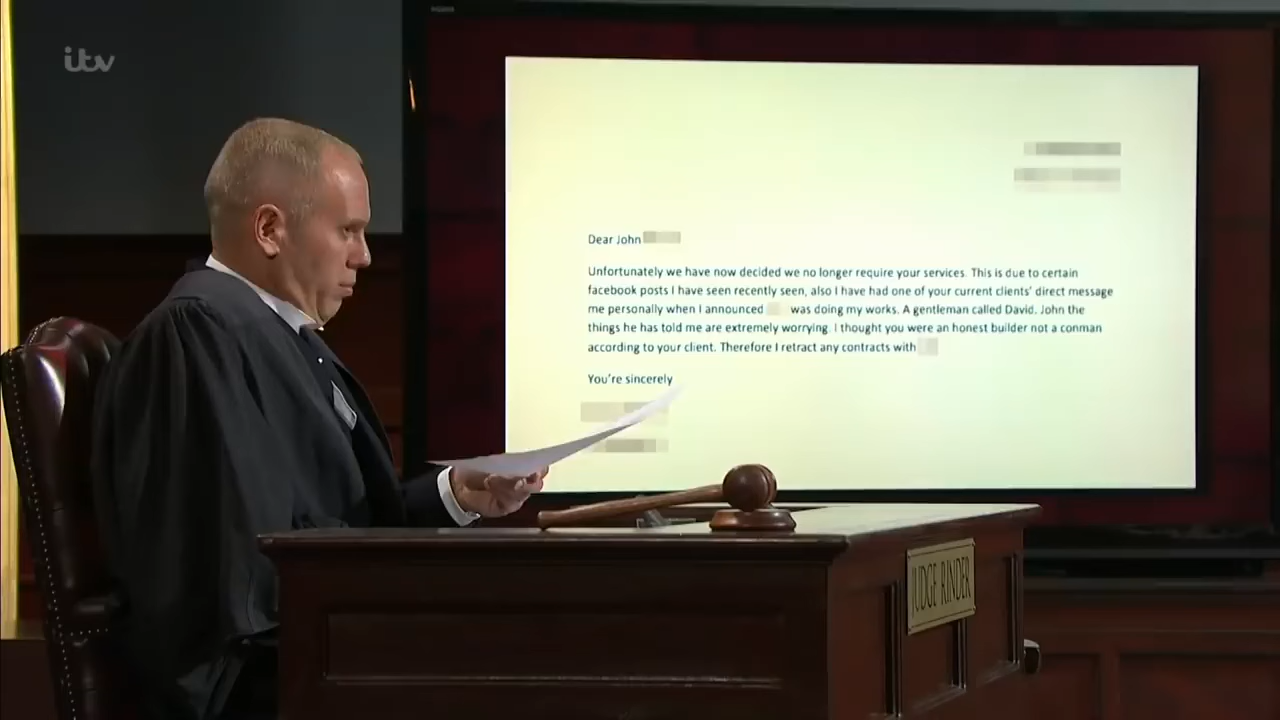 itv
Dear John
Unfortunately we have now decided we no longer require your services. This is due to certain
facebook posts I have seen recently seen, also I have had one of your current clients' direct message
me personally when I announced was doing my works. A gentleman called David. John the
things he has told me are extremely worrying. I thought you were an honest builder not a conman
according to your client. Therefore I retract any contracts with
You're sincerely
JUDGE RINDER